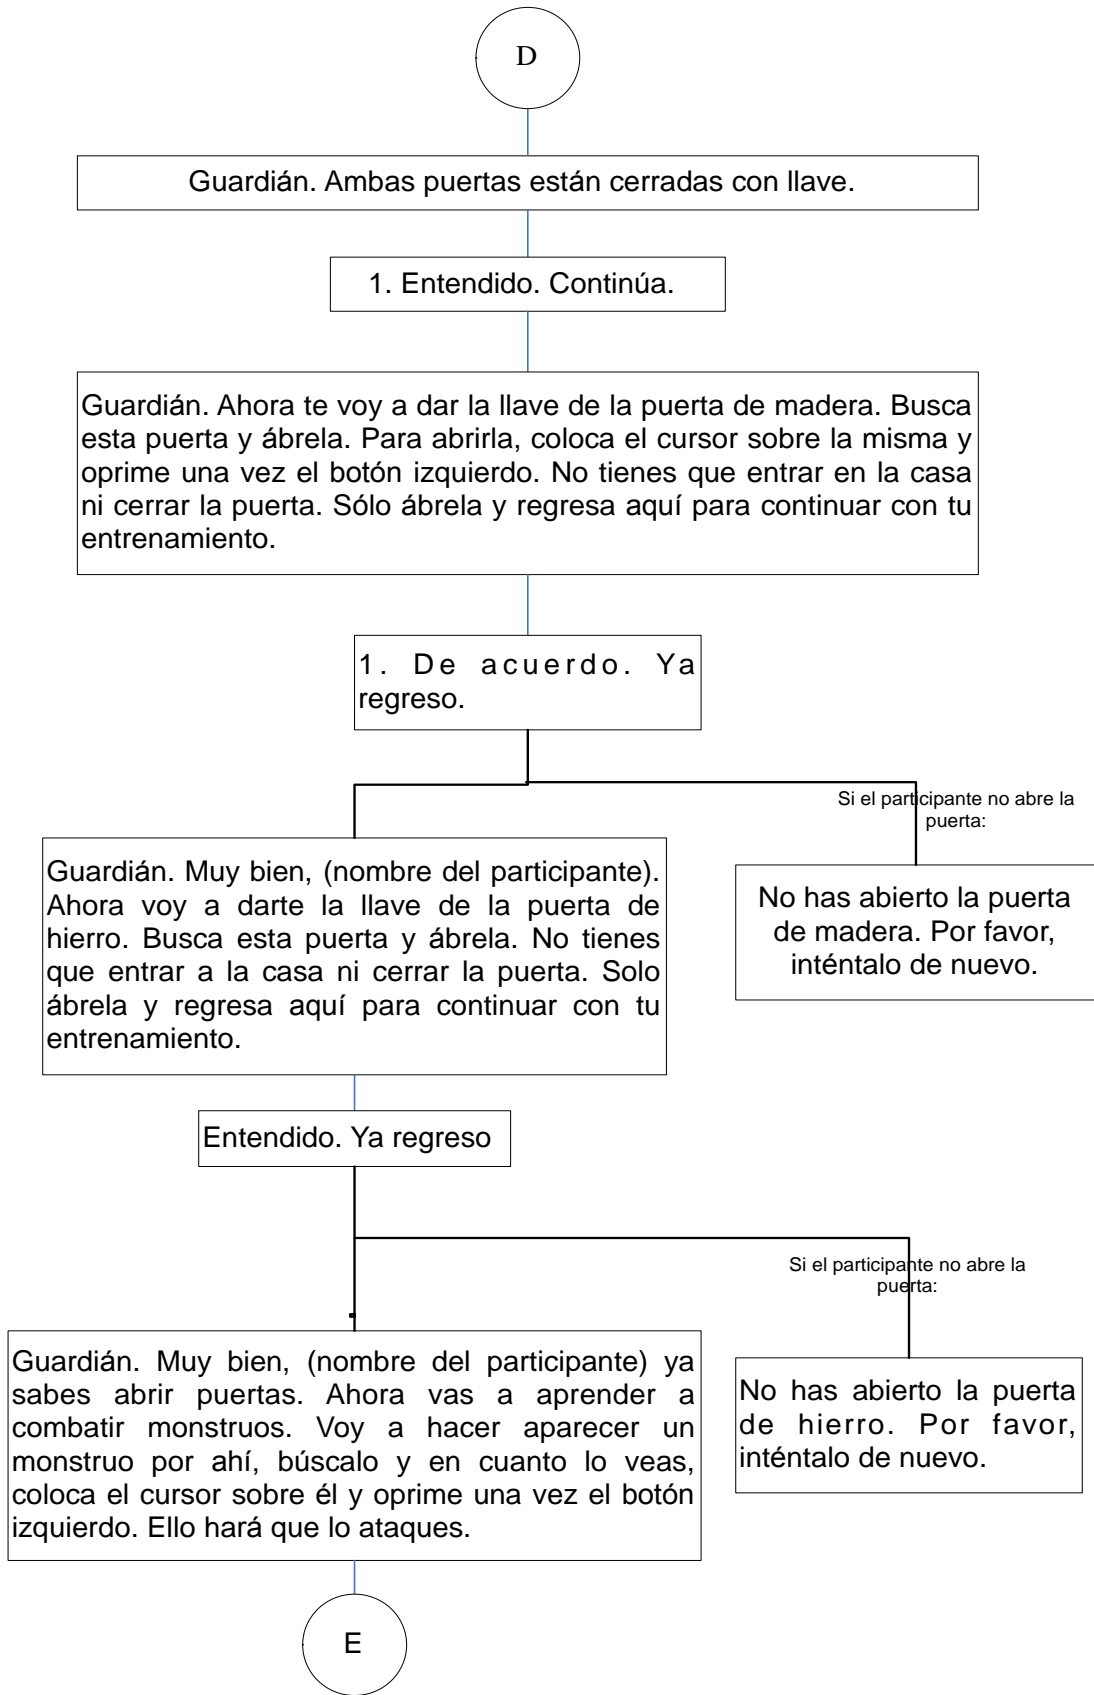 D
Guardián. Ambas puertas están cerradas con llave.
1. Entendido. Continúa.
Guardián. Ahora te voy a dar la llave de la puerta de madera. Busca
esta puerta y ábrela. Para abrirla, coloca el cursor sobre la misma y
oprime una vez el botón izquierdo. No tienes que entrar en la casa
ni cerrar la puerta. Sólo ábrela y regresa aquí para continuar con tu
entrenamiento.
1. De acuerdo. Ya
regreso.
Si el participante no abre la
puerta:
Guardián. Muy bien, (nombre del participante).
Ahora voy a darte la llave de la puerta de
hierro. Busca esta puerta y ábrela. No tienes
que entrar a la casa ni cerrar la puerta. Solo
ábrela y regresa aquí para continuar con tu
entrenamiento.
No has abierto la puerta
de madera. Por favor,
inténtalo de nuevo.
Entendido. Ya regreso
Si el participante no abre la
puerta:
Guardián. Muy bien, (nombre del participante) ya
sabes abrir puertas. Ahora vas a aprender a
combatir monstruos. Voy a hacer aparecer un
monstruo por ahí, búscalo y en cuanto lo veas,
coloca el cursor sobre él y oprime una vez el botón
izquierdo. Ello hará que lo ataques.
No has abierto la puerta
de hierro. Por favor,
inténtalo de nuevo.
E